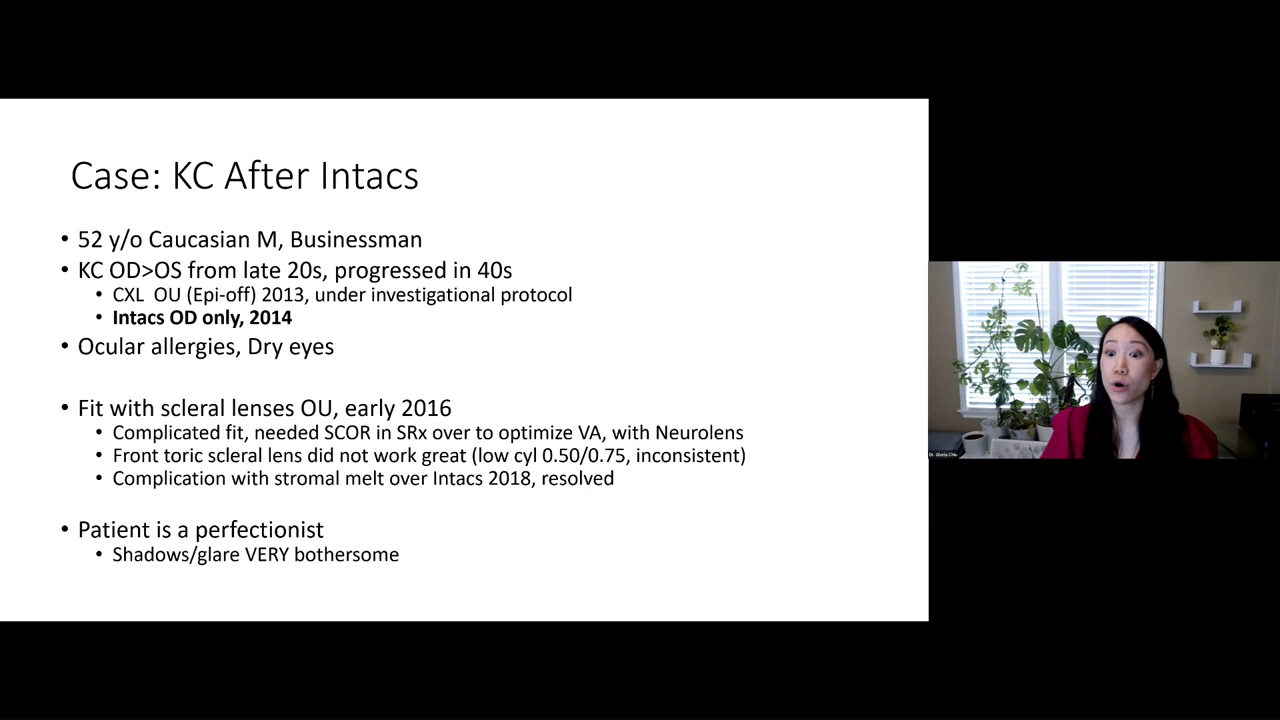 Case: KC After Intacs
• 52 y/o Caucasian M, Businessman
• KC OD>OS from late 20s, progressed in 40s
• CXL OU (Epi-off) 2013, under investigational protocol
• Intacs OD only, 2014
• Ocular allergies, Dry eyes
• Fit with scleral lenses OU, early 2016
• Complicated fit, needed SCOR in SRx over to optimize VA, with Neurolens
• Front toric scleral lens did not work great (low cyl 0.50/0.75, inconsistent)
• Complication with stromal melt over Intacs 2018, resolved
• Patient is a perfectionist
• Shadows/glare VERY bothersome
Dr. Gloria Chiu